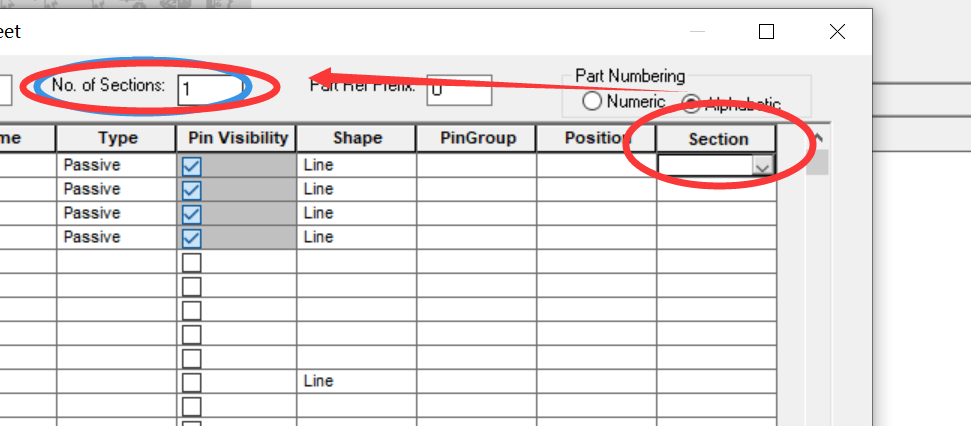 eet
No. of Sections: 1 Part Ref Prefix: U Part Numbering
Numeric Alphabetic
me Type Pin Visibility Shape PinGroup Position Section
Passive Line
Passive Line
Passive Line
Passive Line
Line